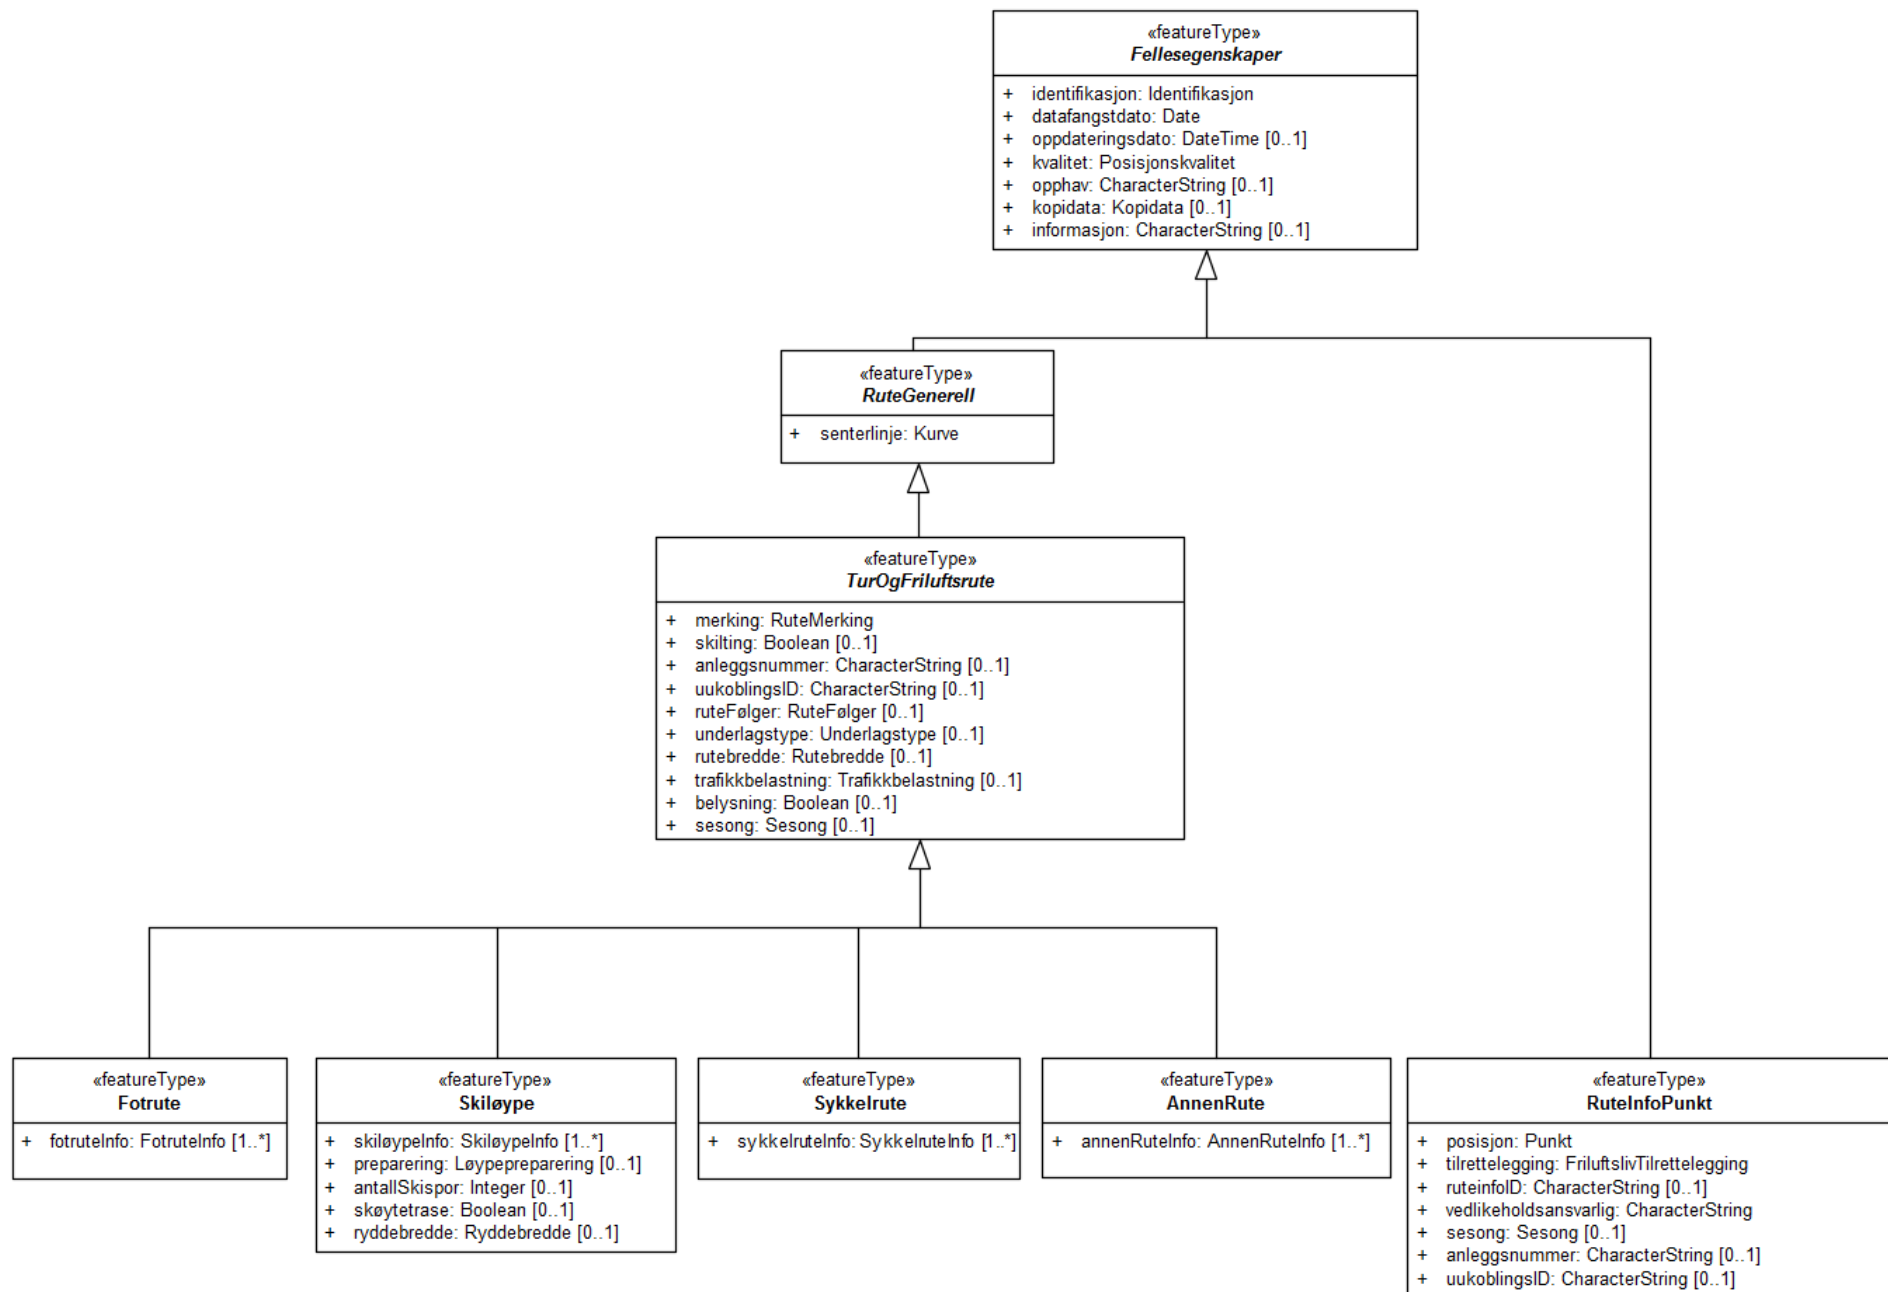 «featureType»
Fellesegenskaper
+ identifikasjon: Identifikasjon
+ datafangstdato: Date
+ oppdateringsdato: DateTime [0..1]
+ kvalitet: Posisjonskvalitet
+ opphav: CharacterString [0..1]
+ kopidata: Kopidata [0..1]
+ informasjon: CharacterString [0..1]
«featureType»
RuteGenerell
+ senterlinje: Kurve
«featureType»
TurOgFriluftsrute
+ merking: RuteMerking
+ skilting: Boolean [0..1]
+ anleggsnummer: CharacterString [0..1]
+ uukoblingsID: CharacterString [0..1]
+ ruteFølger: RuteFølger [0..1]
+ underlagstype: Underlagstype [0..1]
+ rutebredde: Rutebredde [0..1]
+ trafikkbelastning: Trafikkbelastning [0..1]
+ belysning: Boolean [0..1]
+ sesong: Sesong [0..1]
«featureType»
Fotrute
+ fotruteInfo: FotruteInfo [1..*]
«featureType»
Skiløype
+ skiløypeInfo: SkiløypeInfo [1..*]
+ preparering: Løypepreparering [0..1]
+ antallSkispor: Integer [0..1]
+ skøytetrase: Boolean [0..1]
+ ryddebredde: Ryddebredde [0..1]
«featureType»
Sykkelrute
+ sykkelruteInfo: SykkelruteInfo [1..*]
«featureType»
AnnenRute
+ annenRuteInfo: AnnenRuteInfo [1..*]
«featureType»
RuteInfoPunkt
+ posisjon: Punkt
+ tilrettelegging: FriluftslivTilrettelegging
+ ruteinfoID: CharacterString [0..1]
+ vedlikeholdsansvarlig: CharacterString
+ sesong: Sesong [0..1]
+ anleggsnummer: CharacterString [0..1]
+ uukoblingsID: CharacterString [0..1]